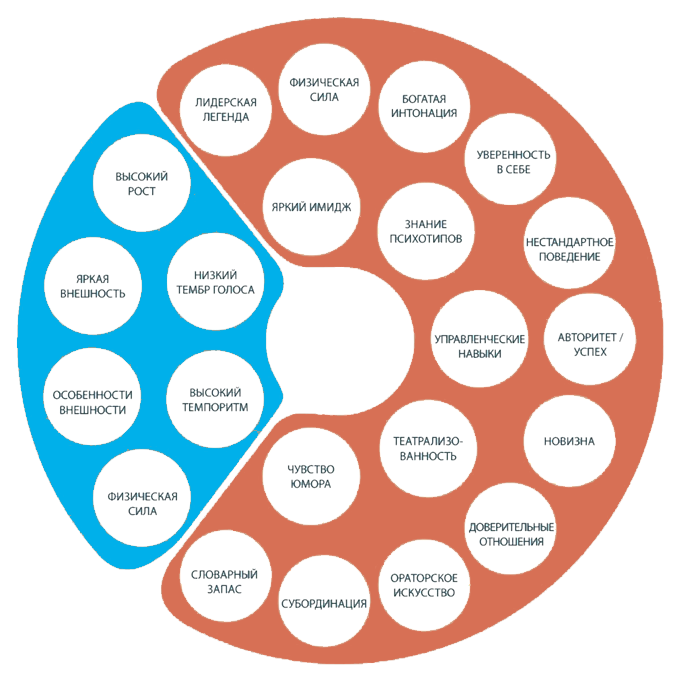 ЛИДЕРСКАЯ
ЛЕГЕНДА
ФИЗИЧЕСКАЯ
СИЛА
БОГАТАЯ
ИНТОНАЦИЯ
УВЕРЕННОСТЬ
В СЕБЕ
ЯРКИЙ ИМИДЖ
ЗНАНИЕ
ПСИХОТИПОВ
НЕСТАНДАРТНОЕ
ПОВЕДЕНИЕ
УПРАВЛЕНЧЕСКИЕ
НАВЫКИ
АВТОРИТЕТ /
УСПЕХ
ТЕАТРАЛИЗО-
ВАННОСТЬ
НОВИЗНА
ЧУВСТВО
ЮМОРА
ДОВЕРИТЕЛЬНЫЕ
ОТНОШЕНИЯ
СЛОВАРНЫЙ
ЗАПАС
СУБОРДИНАЦИЯ
ОРАТОРСКОЕ
ИСКУССТВО
ВЫСОКИЙ
РОСТ
ЯРКАЯ
ВНЕШНОСТЬ
НИЗКИЙ
ТЕМБР ГОЛОСА
ОСОБЕННОСТИ
ВНЕШНОСТИ
ВЫСОКИЙ
ТЕМПОРИТМ
ФИЗИЧЕСКАЯ
СИЛА